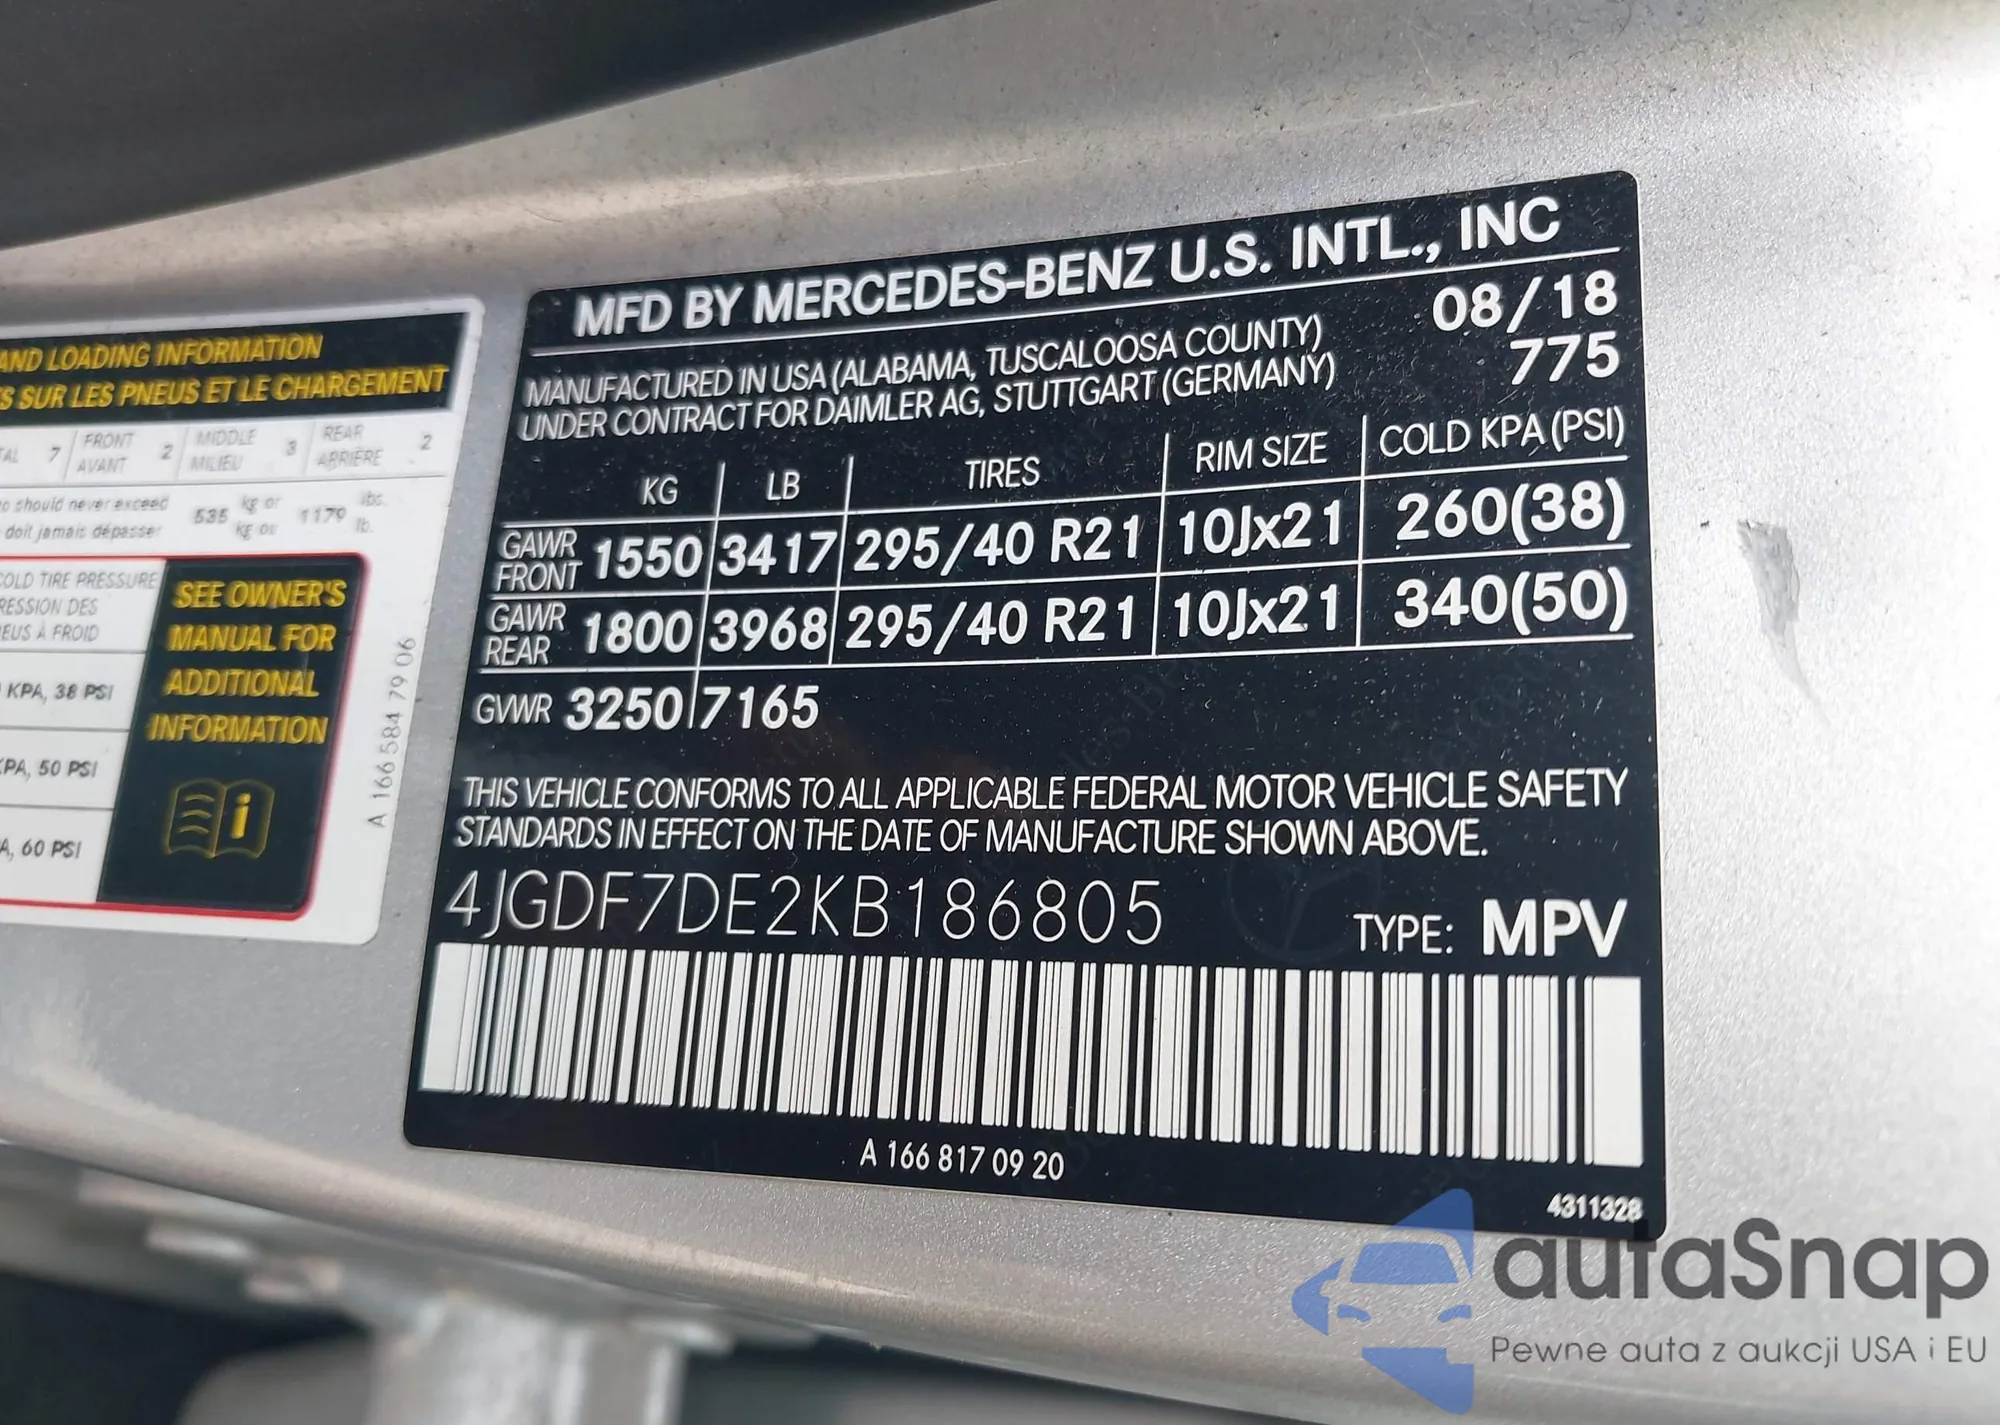 AND LOADING INFORMATION
S SUR LES PNEUS ET LE CHARGEMENT
AL 7 FRONT AVANT 2 MIDDLE MILIEU 3 REAR ARRIÈRE 2
should never exceed 535 kg or 1179 lbs.
doit jamais dépasser kg ou lb.
COLD TIRE PRESSURE
RESSION DES
EUS À FROID
KPA, 38 PSI
KPA, 50 PSI
A, 60 PSI
SEE OWNER'S
MANUAL FOR
ADDITIONAL
INFORMATION
i
A 166 584 79 06
MFD BY MERCEDES-BENZ U.S. INTL., INC
MANUFACTURED IN USA (ALABAMA, TUSCALOOSA COUNTY) 08/18
UNDER CONTRACT FOR DAIMLER AG, STUTTGART (GERMANY) 775
KG LB TIRES RIM SIZE COLD KPA (PSI)
GAWR FRONT 1550 3417 295/40 R21 10Jx21 260(38)
GAWR REAR 1800 3968 295/40 R21 10Jx21 340(50)
GVWR 3250 7165
THIS VEHICLE CONFORMS TO ALL APPLICABLE FEDERAL MOTOR VEHICLE SAFETY
STANDARDS IN EFFECT ON THE DATE OF MANUFACTURE SHOWN ABOVE.
4JGDF7DE2KB186805 TYPE: MPV
A 166 817 09 20
4311328
autaSnap
Pewne auta z aukcji USA i EU